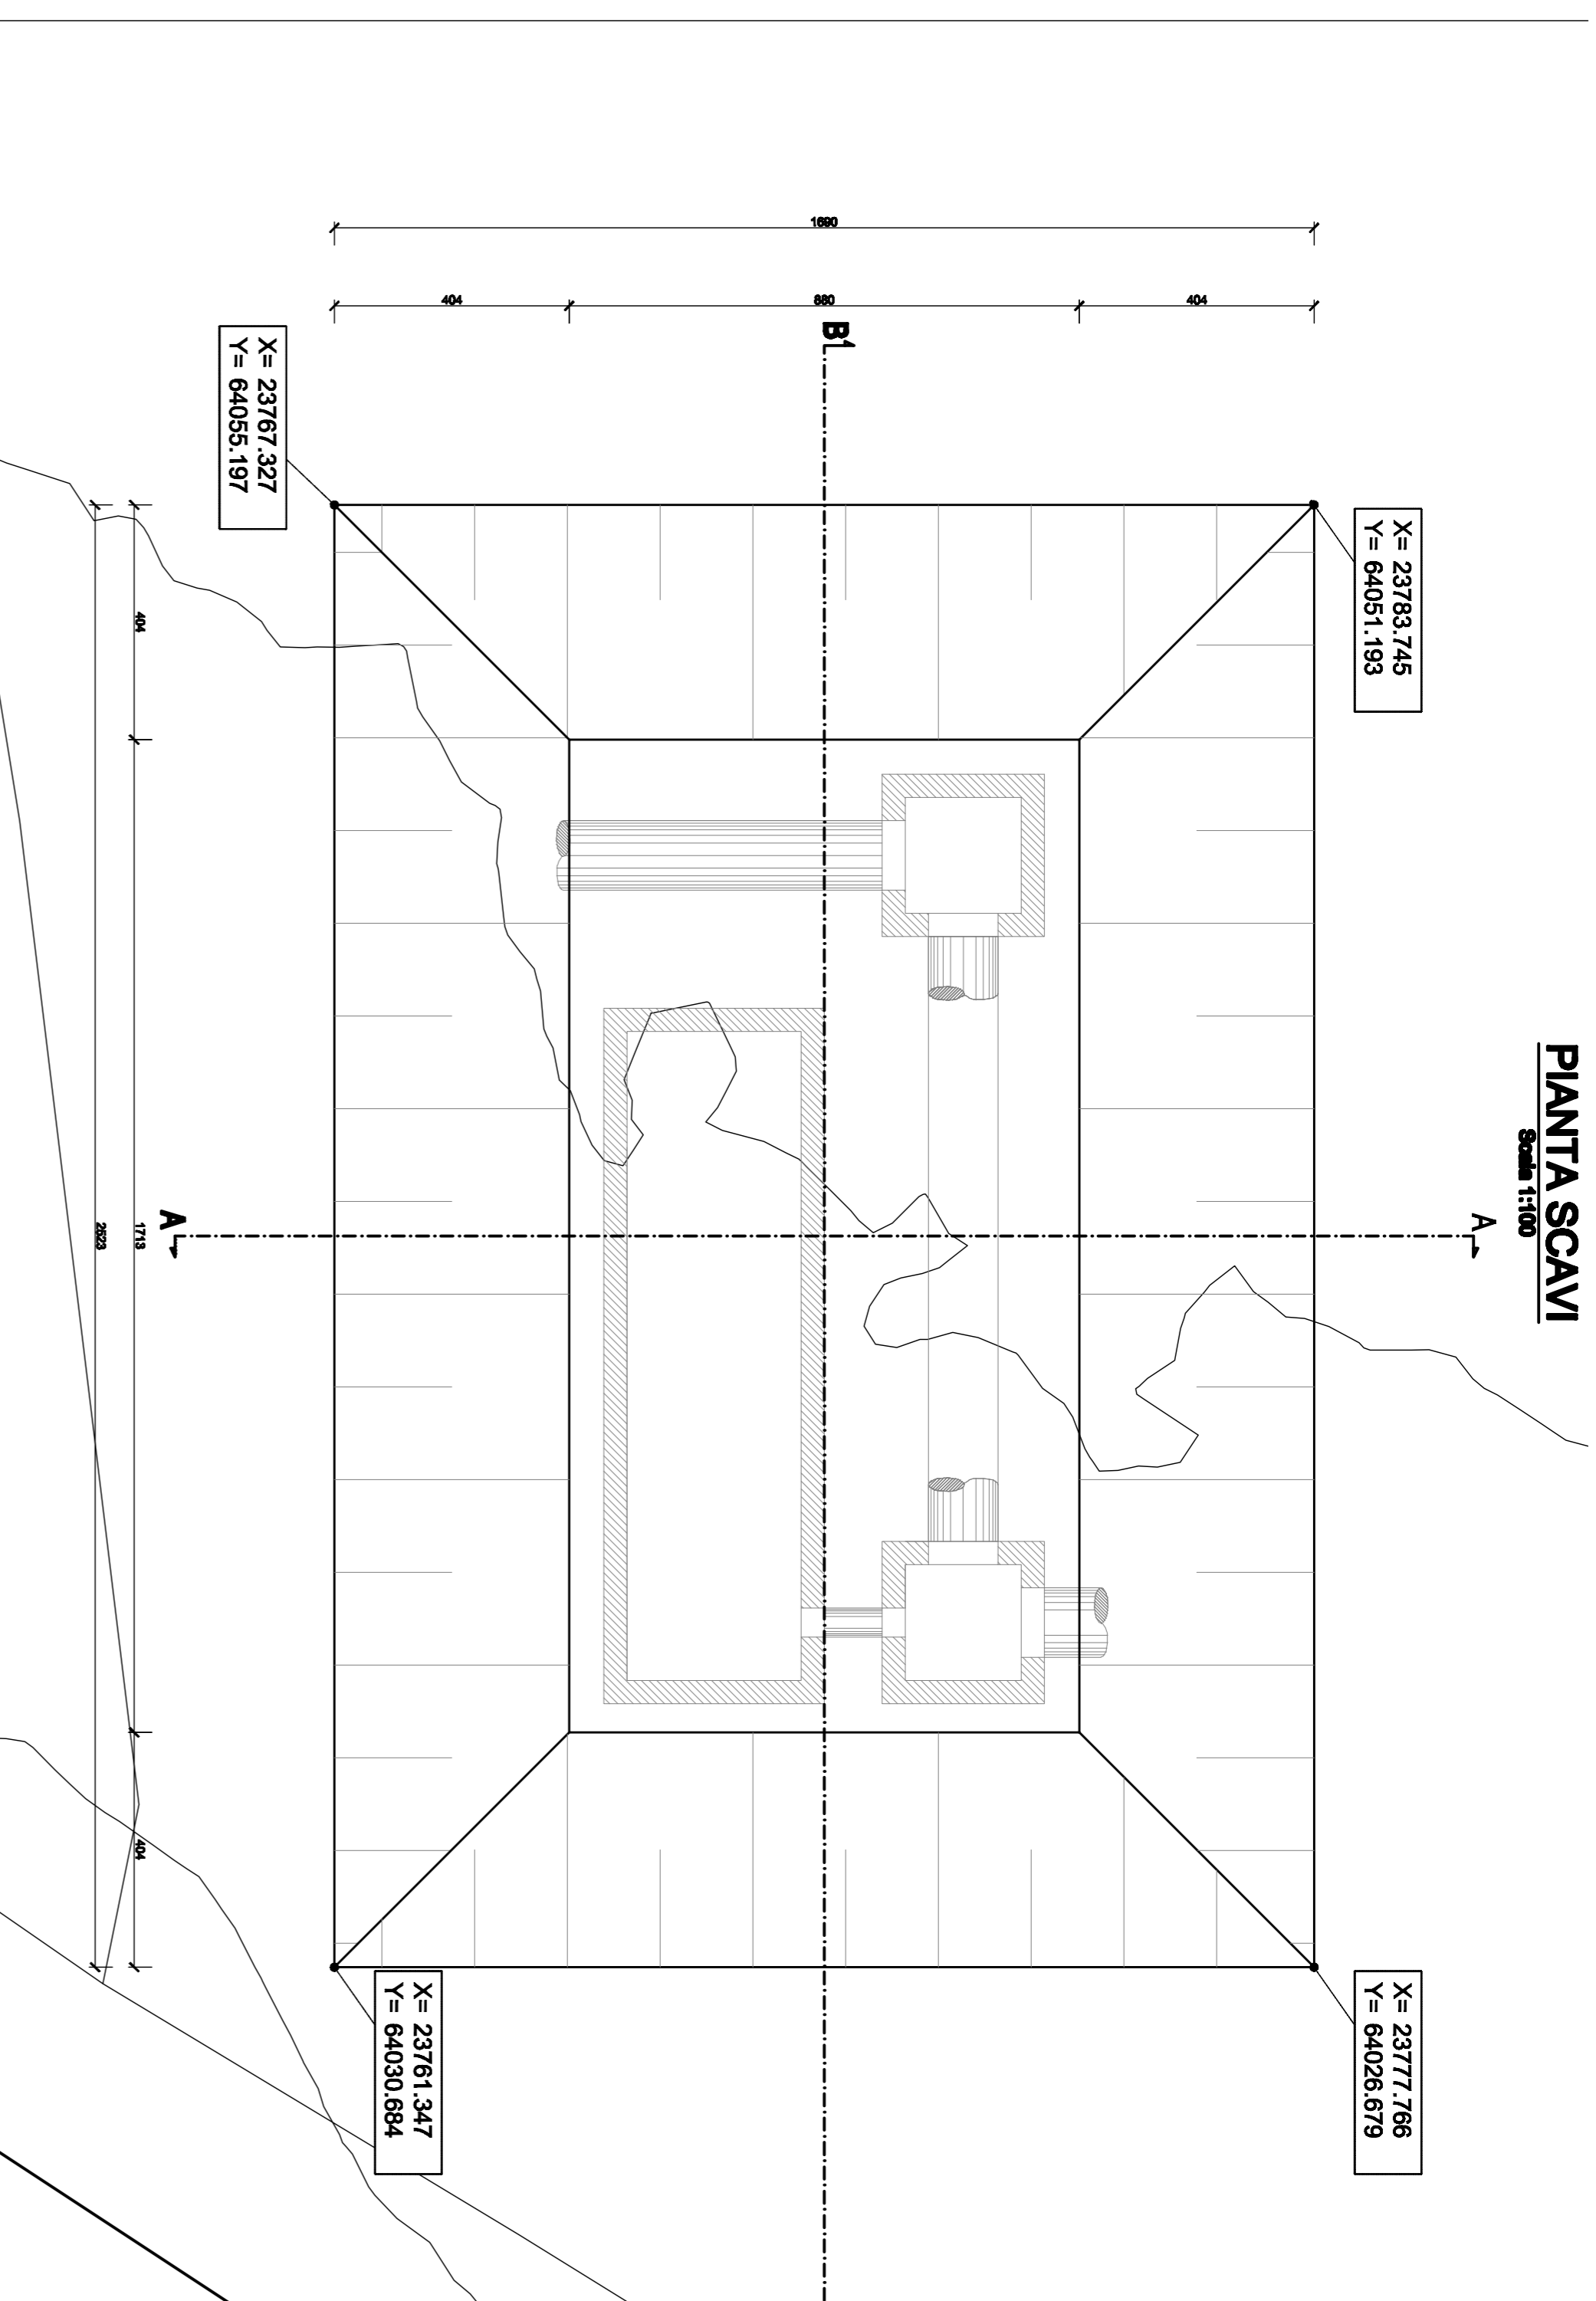 PIANTA SCAVI
Scala 1:100
A
X= 23783.745
Y= 64051.193
X= 23777.766
Y= 64026.679
1690
404
880
404
B
X= 23767.327
Y= 64055.197
X= 23761.347
Y= 64030.684
A
404
1713
404
2523